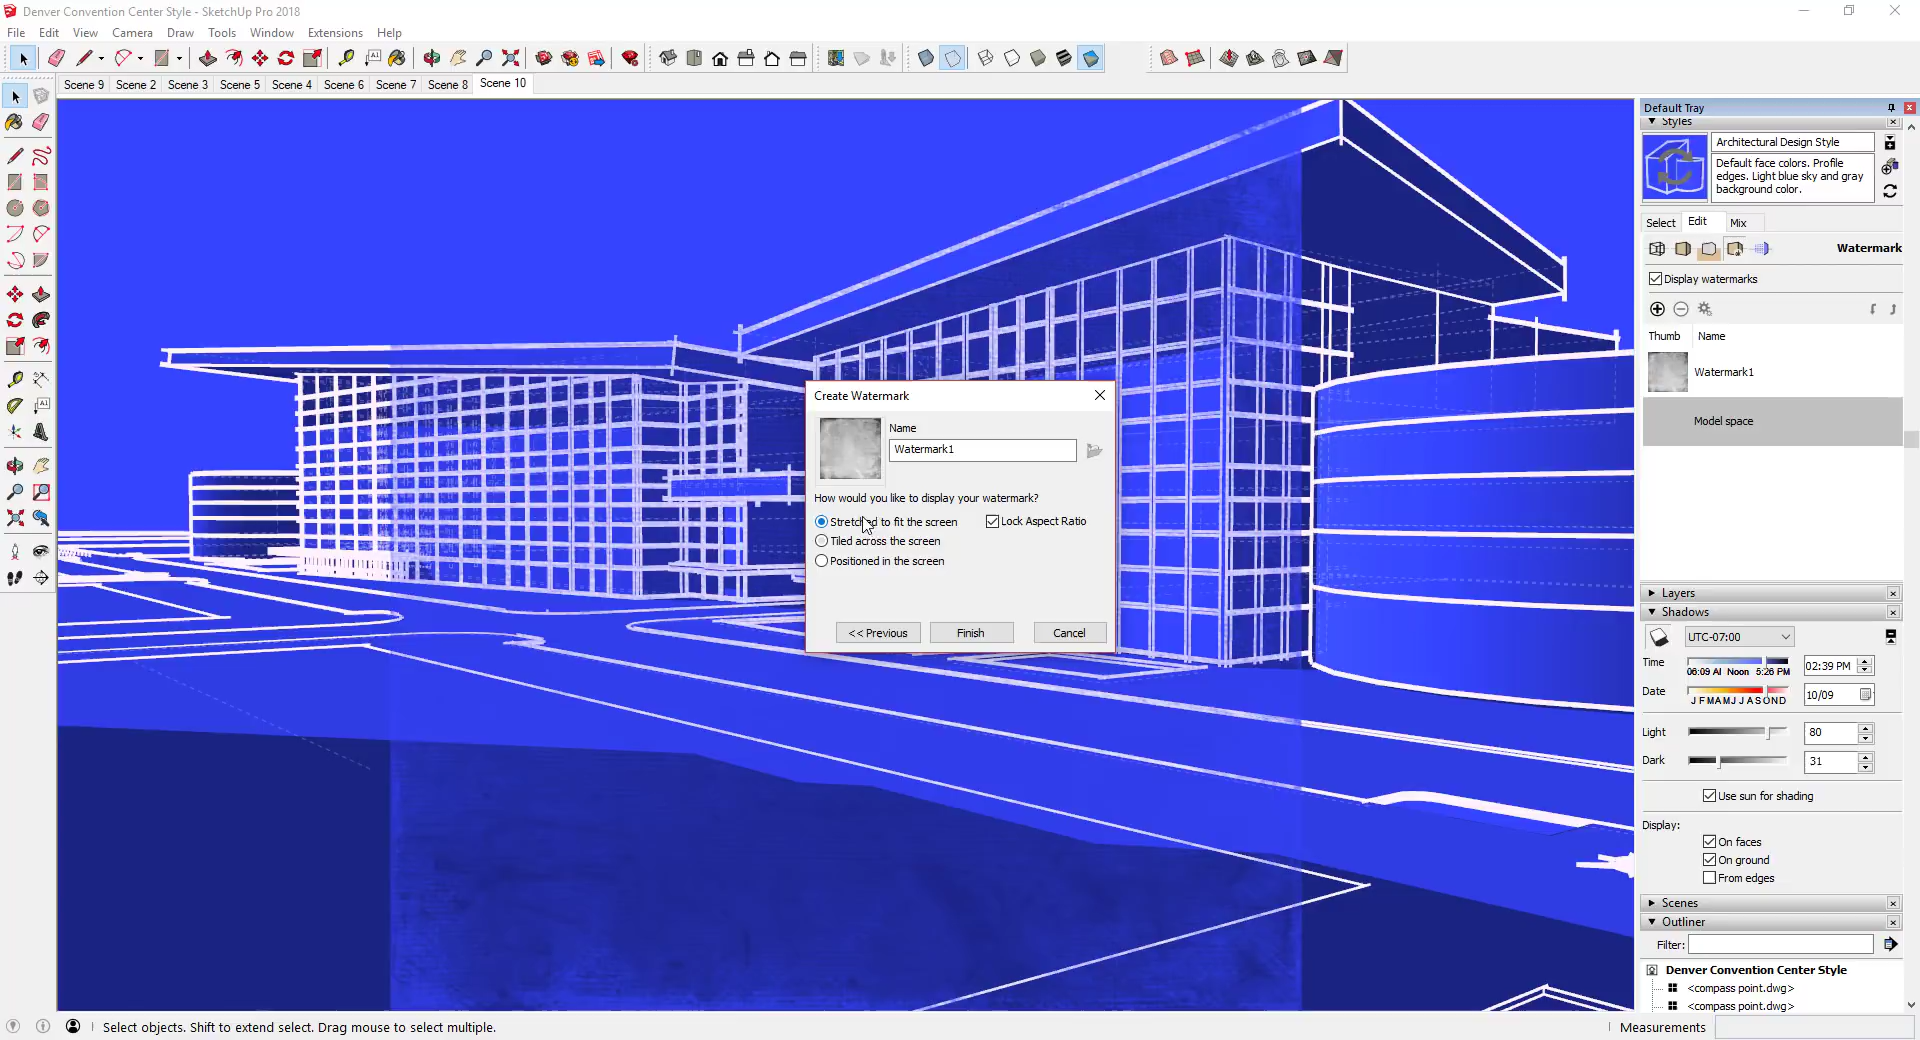 Denver Convention Center Style - SketchUp Pro 2018
File Edit View Camera Draw Tools Window Extensions Help
Scene 9 Scene 2 Scene 3 Scene 5 Scene 4 Scene 6 Scene 7 Scene 8 Scene 10
Default Tray
Styles
Architectural Design Style
Default face colors. Profile
edges. Light blue sky and gray
background color.
Select Edit Mix
Watermark
Display watermarks
Thumb Name
Watermark1
Model space
Create Watermark
Name
Watermark1
How would you like to display your watermark?
Stretched to fit the screen Lock Aspect Ratio
Tiled across the screen
Positioned in the screen
<< Previous Finish Cancel
Layers
Shadows
UTC-07:00
Time 02:39 PM
06:09 AI Noon 5:26 PM
Date 10/09
J F M A M J J A S O N D
Light 80
Dark 31
Use sun for shading
Display:
On faces
On ground
From edges
Scenes
Outliner
Filter:
Denver Convention Center Style
<compass point.dwg>
<compass point.dwg>
Select objects. Shift to extend select. Drag mouse to select multiple.
Measurements